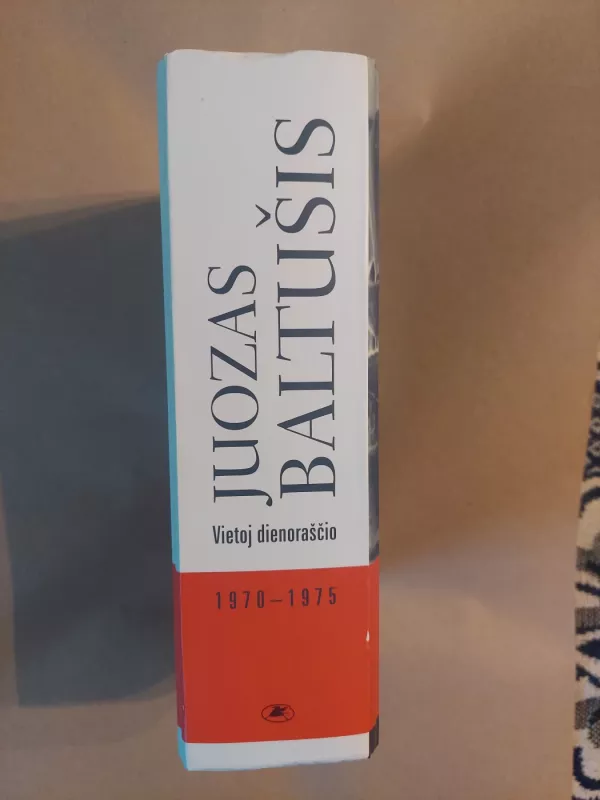 JUOZAS
BALTUŠIS
Vietoj dienoraščio
1970–1975